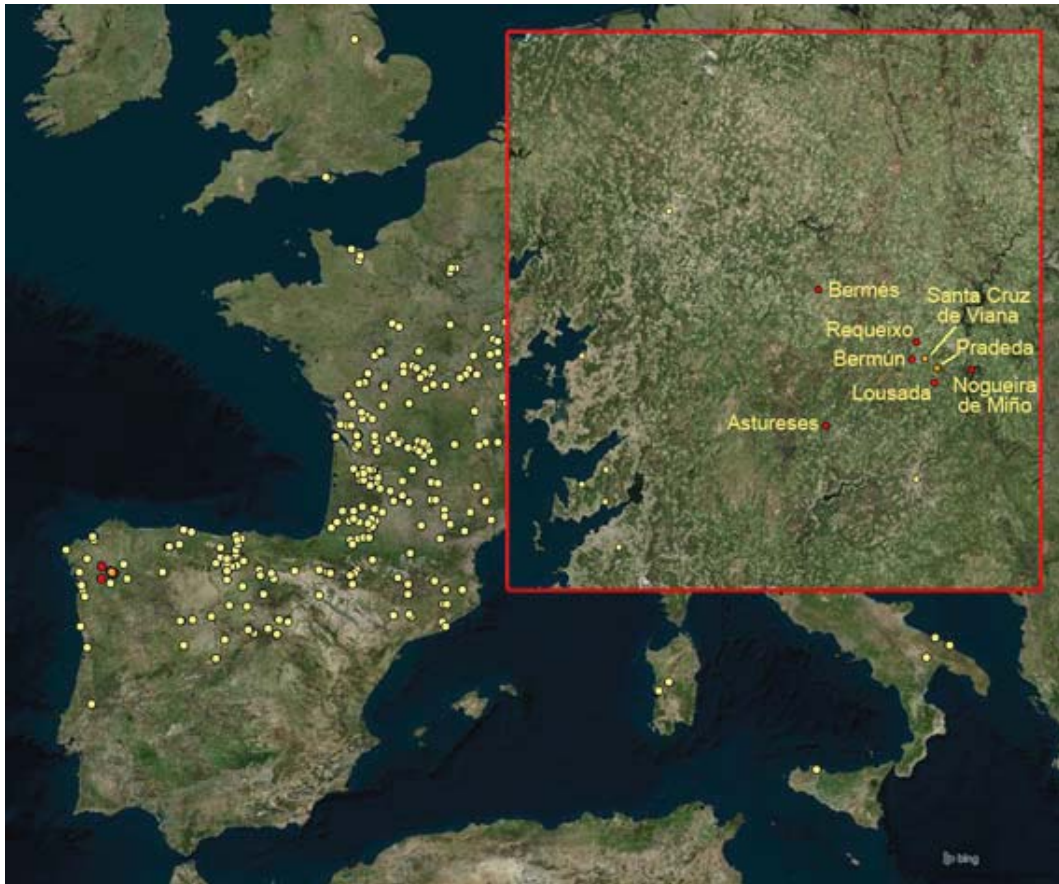 Bermés
Santa Cruz
de Viana
Requeixo
Pradeda
Bermún
Lousada
Nogueira
de Miño
Astureses
bing